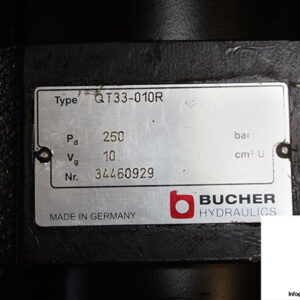 Type QT33-010R
Pd 250 bar
Vg 10 cm³ U
Nr. 34460929
MADE IN GERMANY
b BUCHER
HYDRAULICS